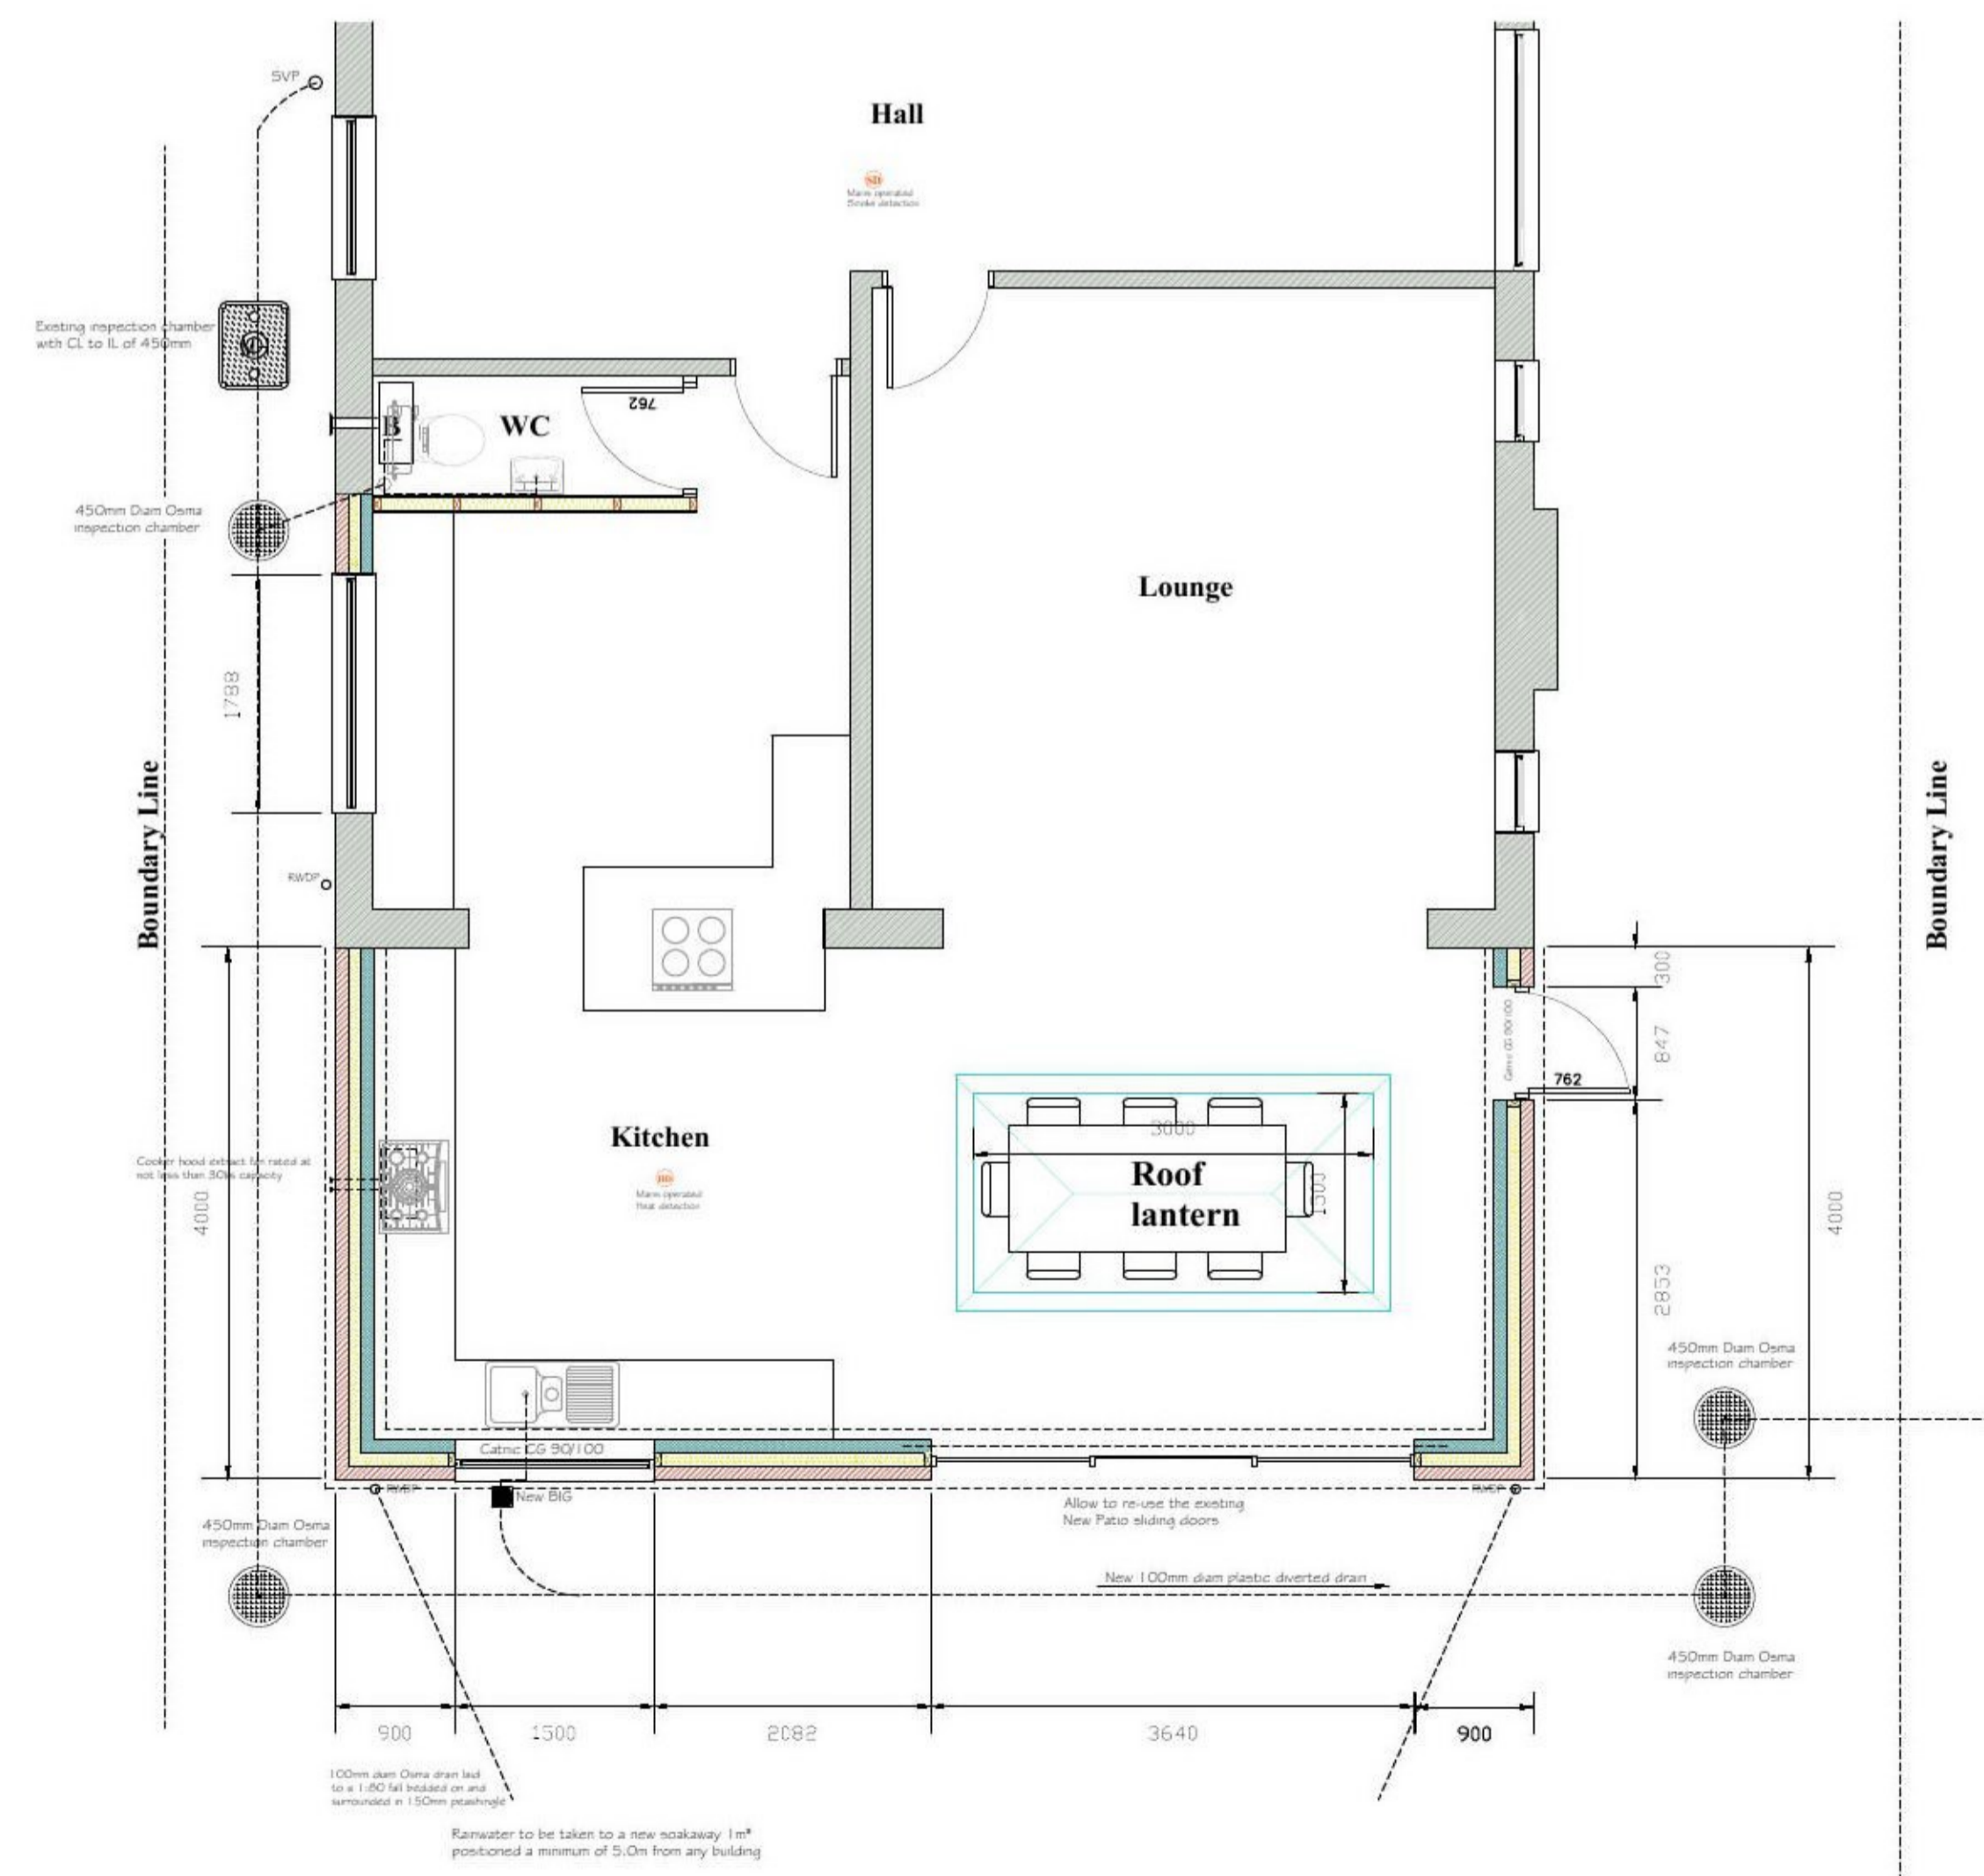 SVP
Hall
SD
Mains operated
Smoke detection
Existing inspection chamber
with CL to IL of 450mm
762
B
WC
450mm Diam Osma
inspection chamber
Lounge
1788
Boundary Line
Boundary Line
RWDP
300
Catnic CG 90/100
847
762
Kitchen
Mains operated
Heat detection
3000
Roof
lantern
1500
Cooker hood extract fan rated at
not less than 30l/s capacity
4000
4000
2853
450mm Diam Osma
inspection chamber
Catnic CG 90/100
RWDP
New BIG
RWDP
Allow to re-use the existing
New Patio sliding doors
450mm Diam Osma
inspection chamber
New 100mm diam plastic diverted drain
450mm Diam Osma
inspection chamber
900
1500
2082
3640
900
100mm diam Osma drain laid
to a 1:80 fall bedded on and
surrounded in 150mm peashingle
Rainwater to be taken to a new soakaway 1m³
positioned a minimum of 5.0m from any building